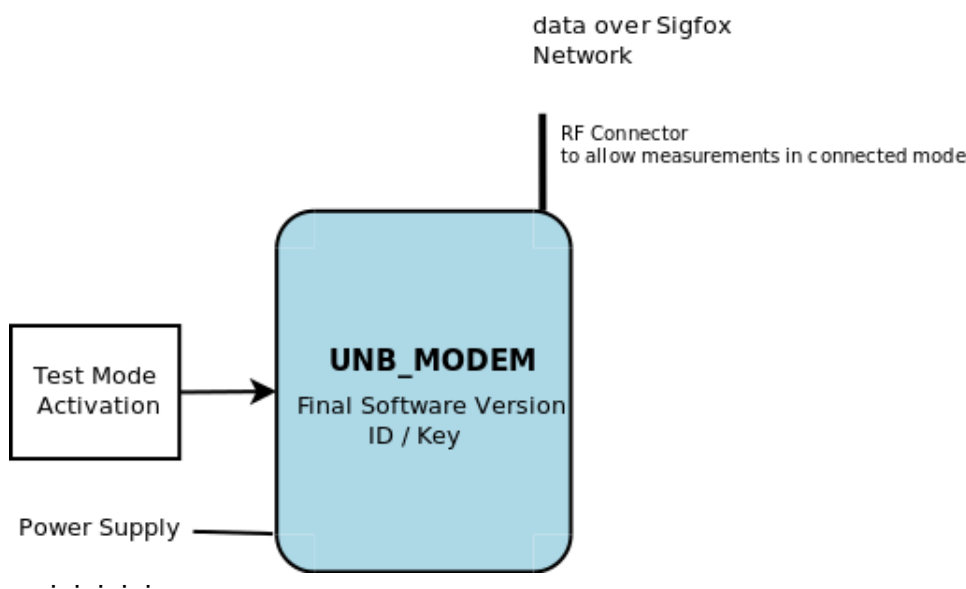 data over Sigfox
Network
RF Connector
to allow measurements in connected mode
UNB_MODEM
Final Software Version
ID / Key
Test Mode
Activation
Power Supply
. . . . .